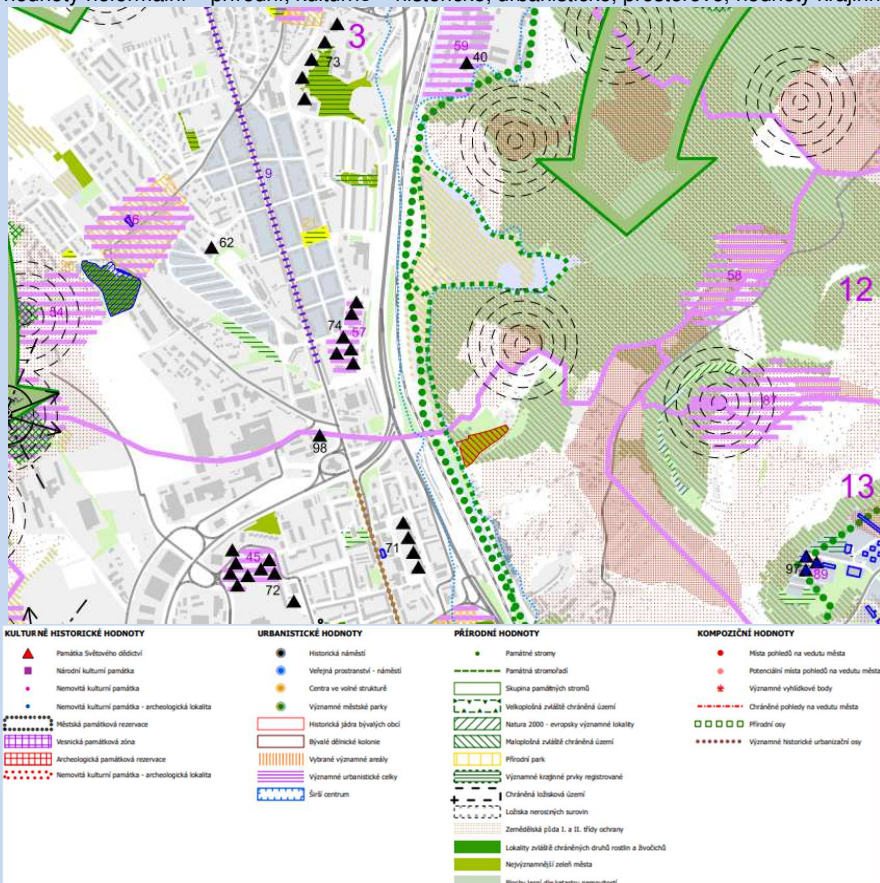 hodnoty neformální – přírodní, kulturně – historické, urbanistické, prostorové, hodnoty krajinn
3
73
59
40
9
62
21
74
57
58
12
98
13
71
45
72
97
89
KULTURNĚ HISTORICKÉ HODNOTY
Památka Světového dědictví
Národní kulturní památka
Nemovitá kulturní památka
Nemovitá kulturní památka - archeologická lokalita
Městská památková rezervace
Vesnická památková zóna
Archeologická památková rezervace
Nemovitá kulturní památka - archeologická lokalita
URBANISTICKÉ HODNOTY
Historická náměstí
Veřejná prostranství - náměstí
Centra ve volné struktuře
Významné městské parky
Historická jádra bývalých obcí
Bývalé dělnické kolonie
Vybrané významné areály
Významné urbanistické celky
Širší centrum
PŘÍRODNÍ HODNOTY
Památné stromy
Památná stromořadí
Skupina památných stromů
Velkoplošná zvláště chráněná území
Natura 2000 - evropsky významné lokality
Maloplošná zvláště chráněná území
Přírodní park
Významné krajinné prvky registrované
Chráněná ložisková území
Ložiska nerostných surovin
Zemědělská půda I. a II. třídy ochrany
Lokality zvláště chráněných druhů rostlin a živočichů
Nejvýznamnější zeleň města
KOMPOZIČNÍ HODNOTY
Místa pohledů na vedutu města
Potenciální místa pohledů na vedutu města
Významné vyhlídkové body
Chráněné pohledy na vedutu města
Přírodní osy
Významné historické urbanizační osy